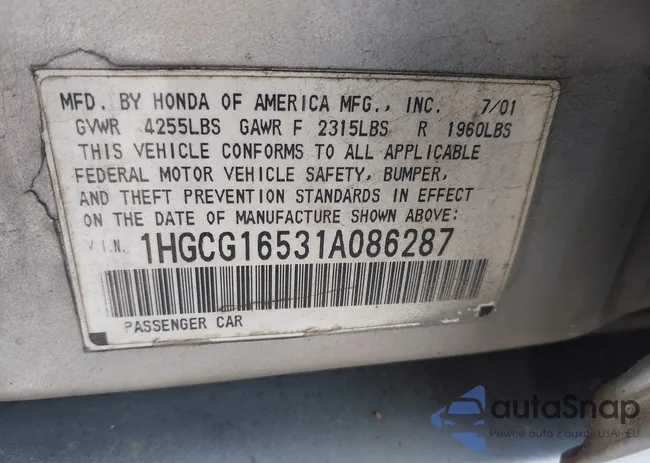 MFD. BY HONDA OF AMERICA MFG., INC. 7/01
GVWR 4255LBS GAWR F 2315LBS R 1960LBS
THIS VEHICLE CONFORMS TO ALL APPLICABLE
FEDERAL MOTOR VEHICLE SAFETY, BUMPER,
AND THEFT PREVENTION STANDARDS IN EFFECT
ON THE DATE OF MANUFACTURE SHOWN ABOVE:
V.I.N. 1HGCG16531A086287
PASSENGER CAR
autaSnap
Pewne auta z aukcji USA i EU